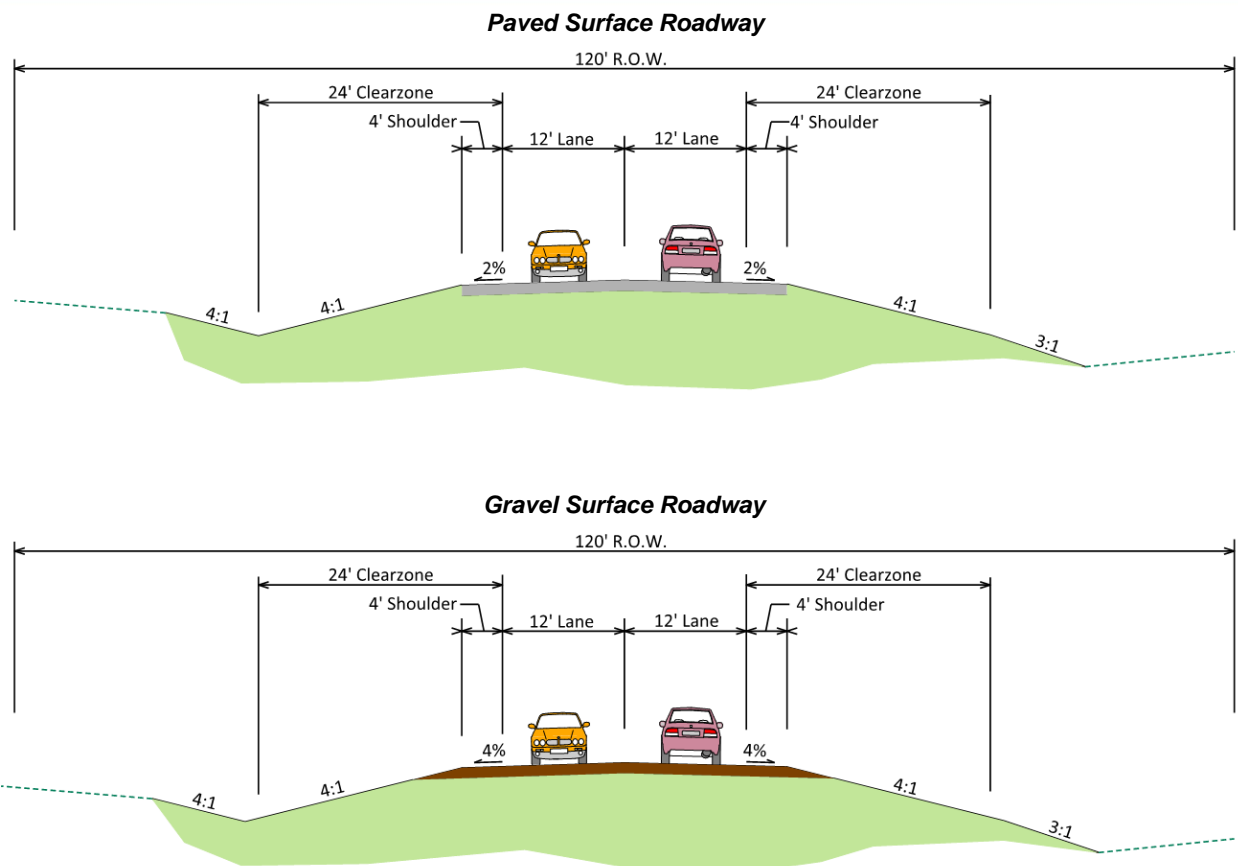 Paved Surface Roadway
120' R.O.W.
24' Clearzone
24' Clearzone
4' Shoulder
4' Shoulder
12' Lane
12' Lane
2%
2%
4:1
4:1
4:1
3:1
Gravel Surface Roadway
120' R.O.W.
24' Clearzone
24' Clearzone
4' Shoulder
4' Shoulder
12' Lane
12' Lane
4%
4%
4:1
4:1
4:1
3:1